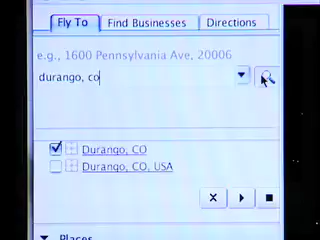 Fly To Find Businesses Directions
e.g., 1600 Pennsylvania Ave, 20006
durango, co
Durango, CO
Durango, CO, USA
Places